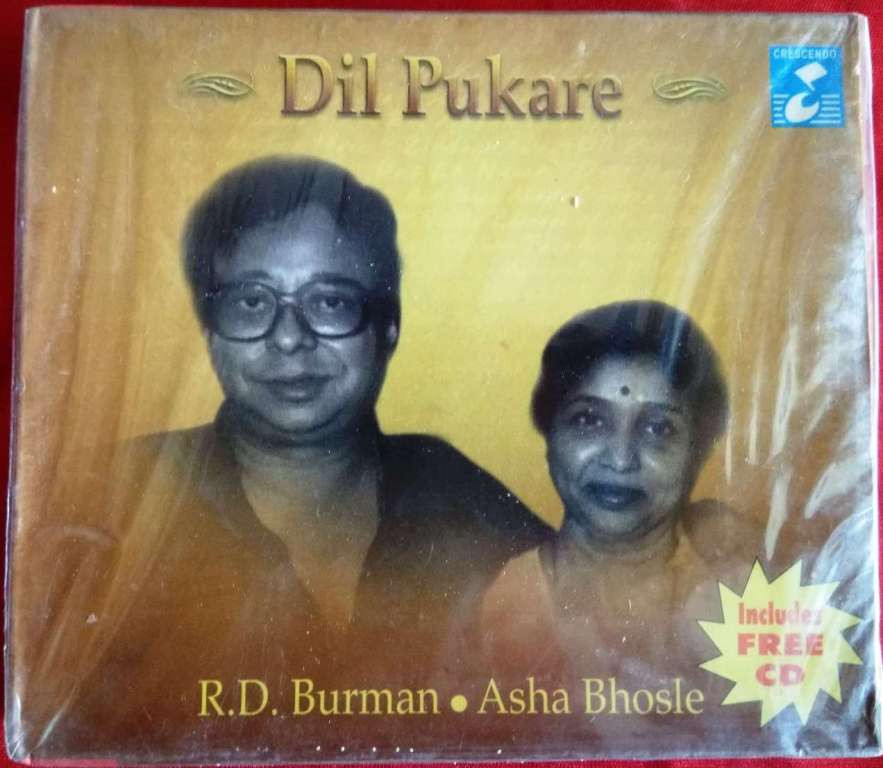 Dil Pukare
CRESCENDO
Includes
FREE
CD
R.D. Burman • Asha Bhosle